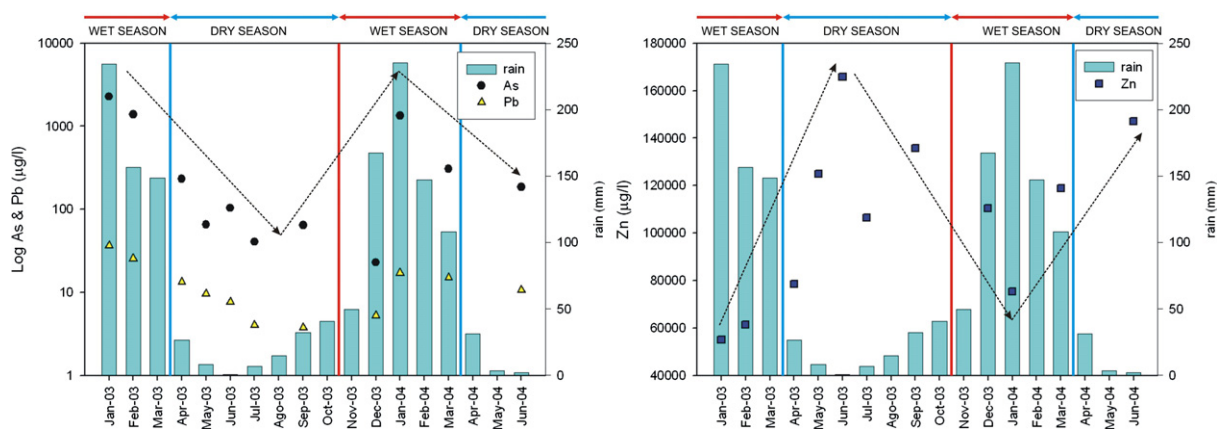 WET SEASON DRY SEASON WET SEASON DRY SEASON
10000
1000
100
10
1
Log As & Pb (µg/l)
250
200
150
100
50
0
rain (mm)
rain
As
Pb
Jan-03
Feb-03
Mar-03
Apr-03
May-03
Jun-03
Jul-03
Ago-03
Sep-03
Oct-03
Nov-03
Dec-03
Jan-04
Feb-04
Mar-04
Apr-04
May-04
Jun-04
WET SEASON DRY SEASON WET SEASON DRY SEASON
180000
160000
140000
120000
100000
80000
60000
40000
Zn (µg/l)
250
200
150
100
50
0
rain (mm)
rain
Zn
Jan-03
Feb-03
Mar-03
Apr-03
May-03
Jun-03
Jul-03
Ago-03
Sep-03
Oct-03
Nov-03
Dec-03
Jan-04
Feb-04
Mar-04
Apr-04
May-04
Jun-04